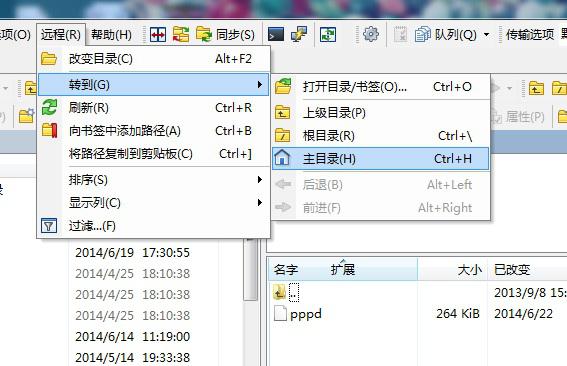 项(O) 远程(R) 帮助(H) 同步(S) 队列(Q) 传输选项
改变目录(C) Alt+F2
转到(G)
刷新(R) Ctrl+R
向书签中添加路径(A) Ctrl+B
将路径复制到剪贴板(C) Ctrl+]
排序(S)
显示列(C)
过滤...(F)
打开目录/书签(O)... Ctrl+O
上级目录(P)
根目录(R) Ctrl+\
主目录(H) Ctrl+H
后退(B) Alt+Left
前进(F) Alt+Right
属性(P)
2014/6/19 17:30:55
2014/4/25 18:10:38
2014/4/25 18:10:38
2014/4/25 18:10:38
2014/6/14 11:19:00
2014/5/14 19:33:38
名字 扩展 大小 已改变
.. 2013/9/8 15:
pppd 264 KiB 2014/6/22